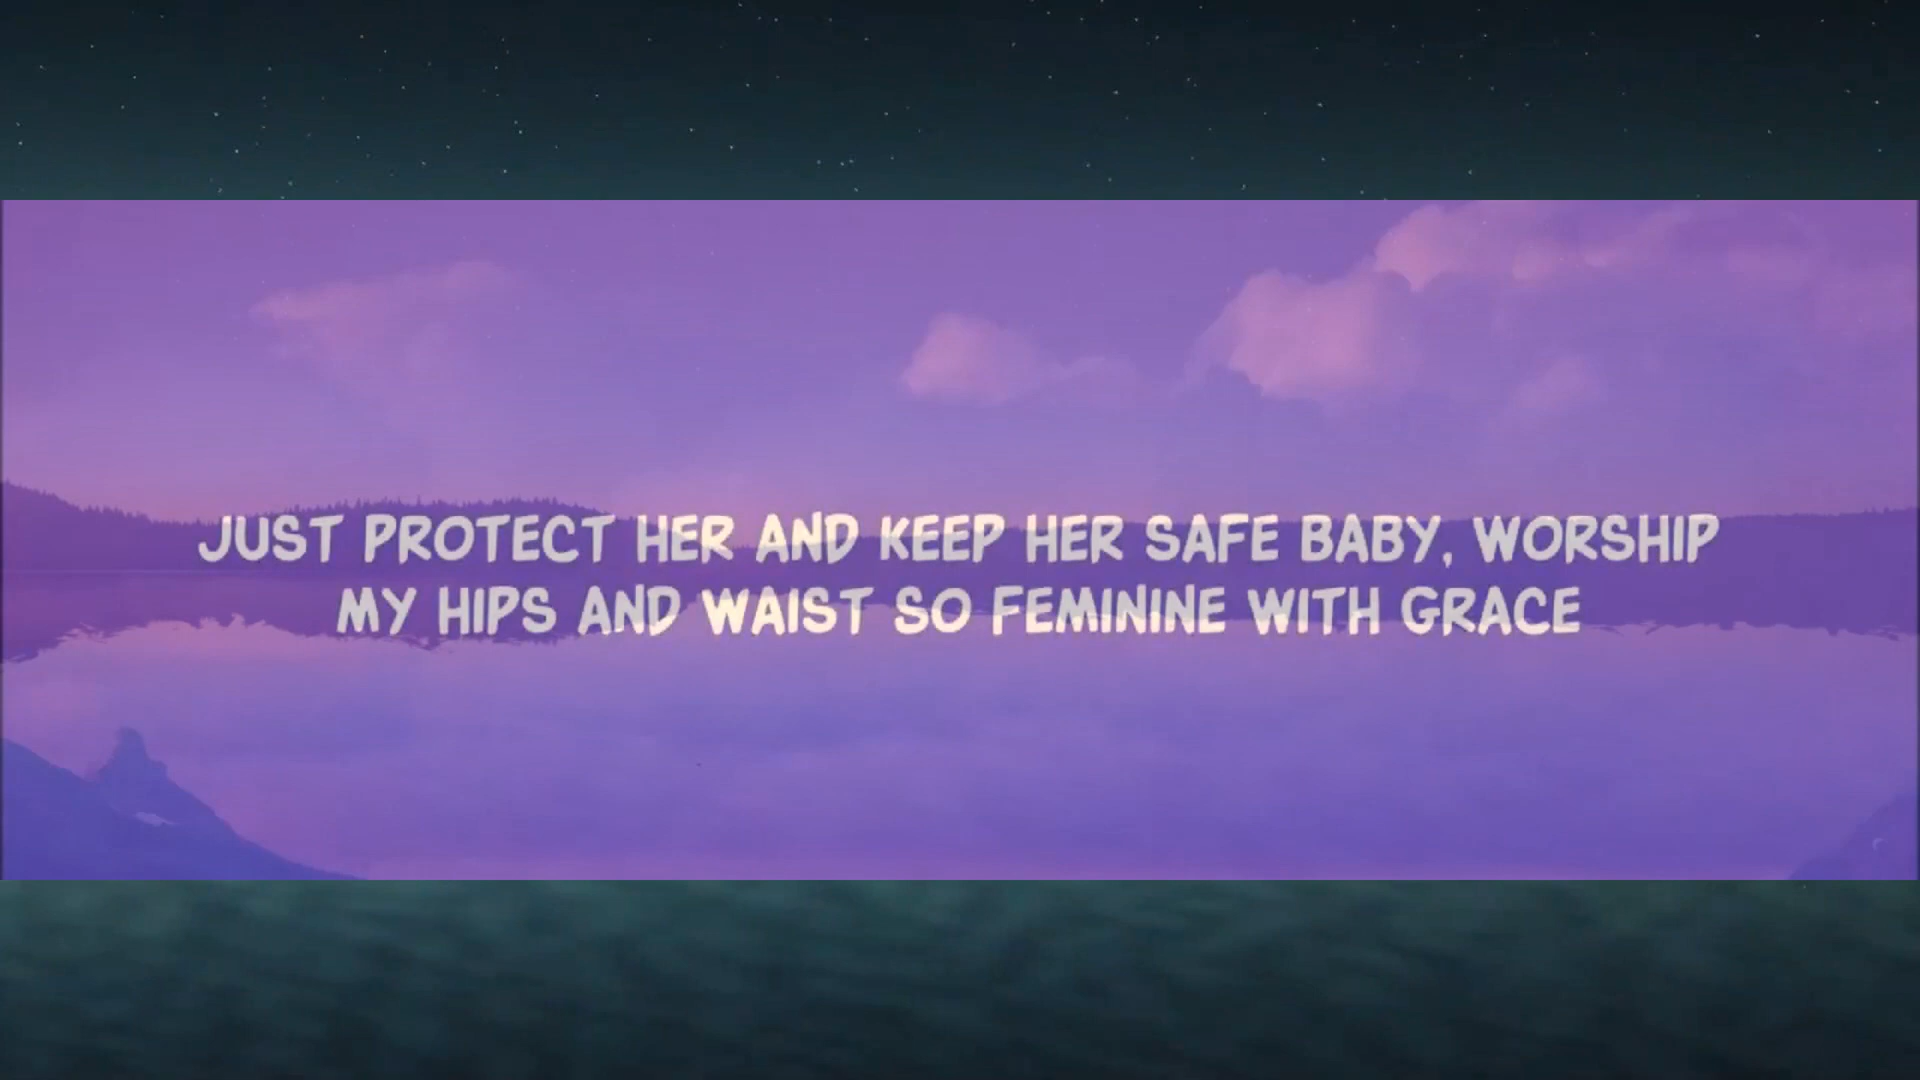 JUST PROTECT HER AND KEEP HER SAFE BABY, WORSHIP
MY HIPS AND WAIST SO FEMININE WITH GRACE